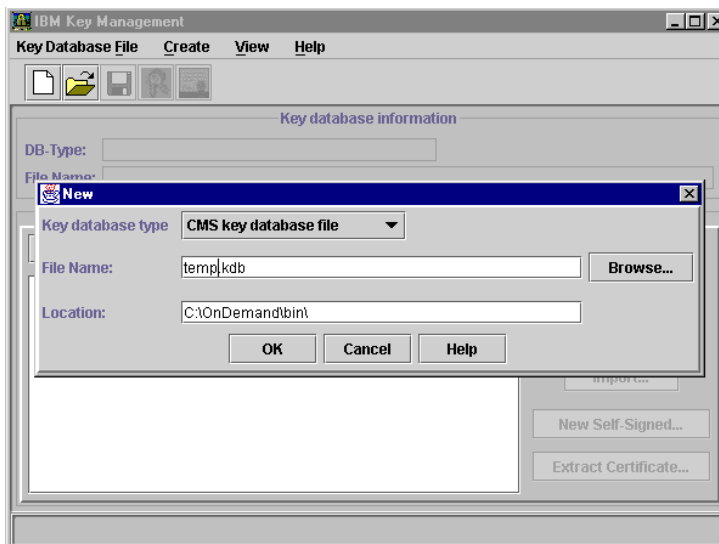 IBM Key Management
Key Database File Create View Help
Key database information
DB-Type:
File Name:
New
Key database type CMS key database file
File Name: temp.kdb Browse...
Location: C:\OnDemand\bin\
OK Cancel Help
Import...
New Self-Signed...
Extract Certificate...